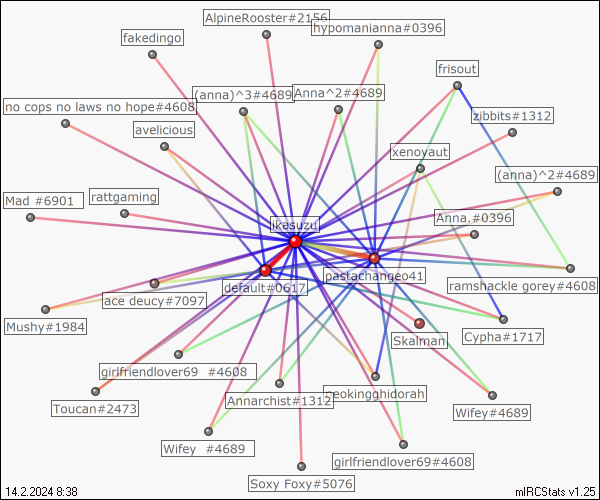 AlpineRooster#2156
hypomanianna#0396
fakedingo
frisout
(anna)^3#4689
Anna^2#4689
no cops no laws no hope#4608
zibbits#1312
avelicious
xenoyaut
(anna)^2#4689
Mad #6901
rattgaming
Anna.#0396
ikasuzu
pastachange041
default#0617
ramshackle gorey#4608
ace deucy#7097
Mushy#1984
Skalman
Cypha#1717
girlfriendlover69 #4608
neokingghidorah
Annarchist#1312
Toucan#2473
Wifey#4689
Wifey #4689
girlfriendlover69#4608
Soxy Foxy#5076
14.2.2024 8:38
mIRCStats v1.25